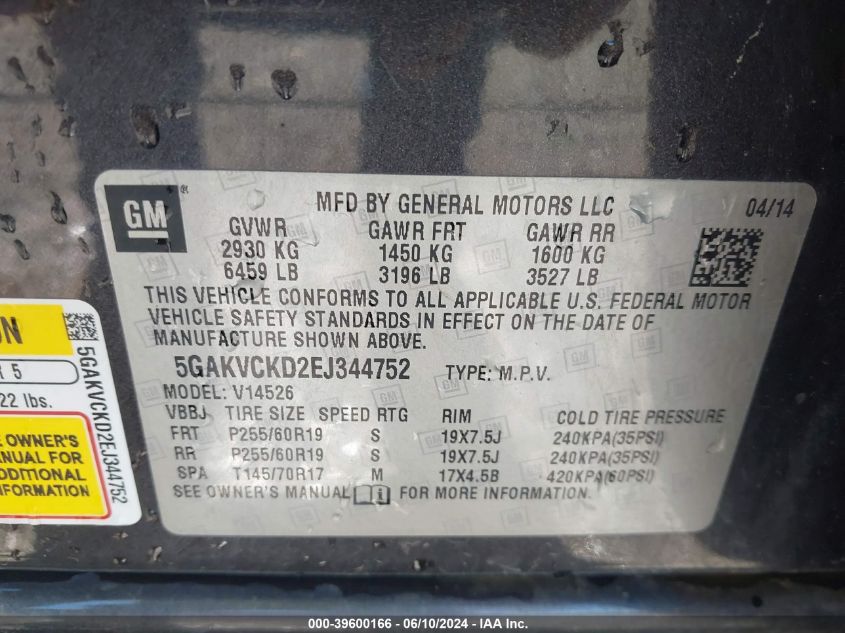 GM ®
MFD BY GENERAL MOTORS LLC 04/14
GVWR GAWR FRT GAWR RR
2930 KG 1450 KG 1600 KG
6459 LB 3196 LB 3527 LB
THIS VEHICLE CONFORMS TO ALL APPLICABLE U.S. FEDERAL MOTOR
VEHICLE SAFETY STANDARDS IN EFFECT ON THE DATE OF
MANUFACTURE SHOWN ABOVE.
5GAKVCKD2EJ344752 TYPE: M.P.V.
MODEL: V14526
VBBJ TIRE SIZE SPEED RTG RIM COLD TIRE PRESSURE
FRT P255/60R19 S 19X7.5J 240KPA(35PSI)
RR P255/60R19 S 19X7.5J 240KPA(35PSI)
SPA T145/70R17 M 17X4.5B 420KPA(60PSI)
SEE OWNER'S MANUAL i FOR MORE INFORMATION.
5
22 lbs.
OWNER'S
MANUAL FOR
INFORMATION
5GAKVCKD2EJ344752
000-39600166 - 06/10/2024 - IAA Inc.